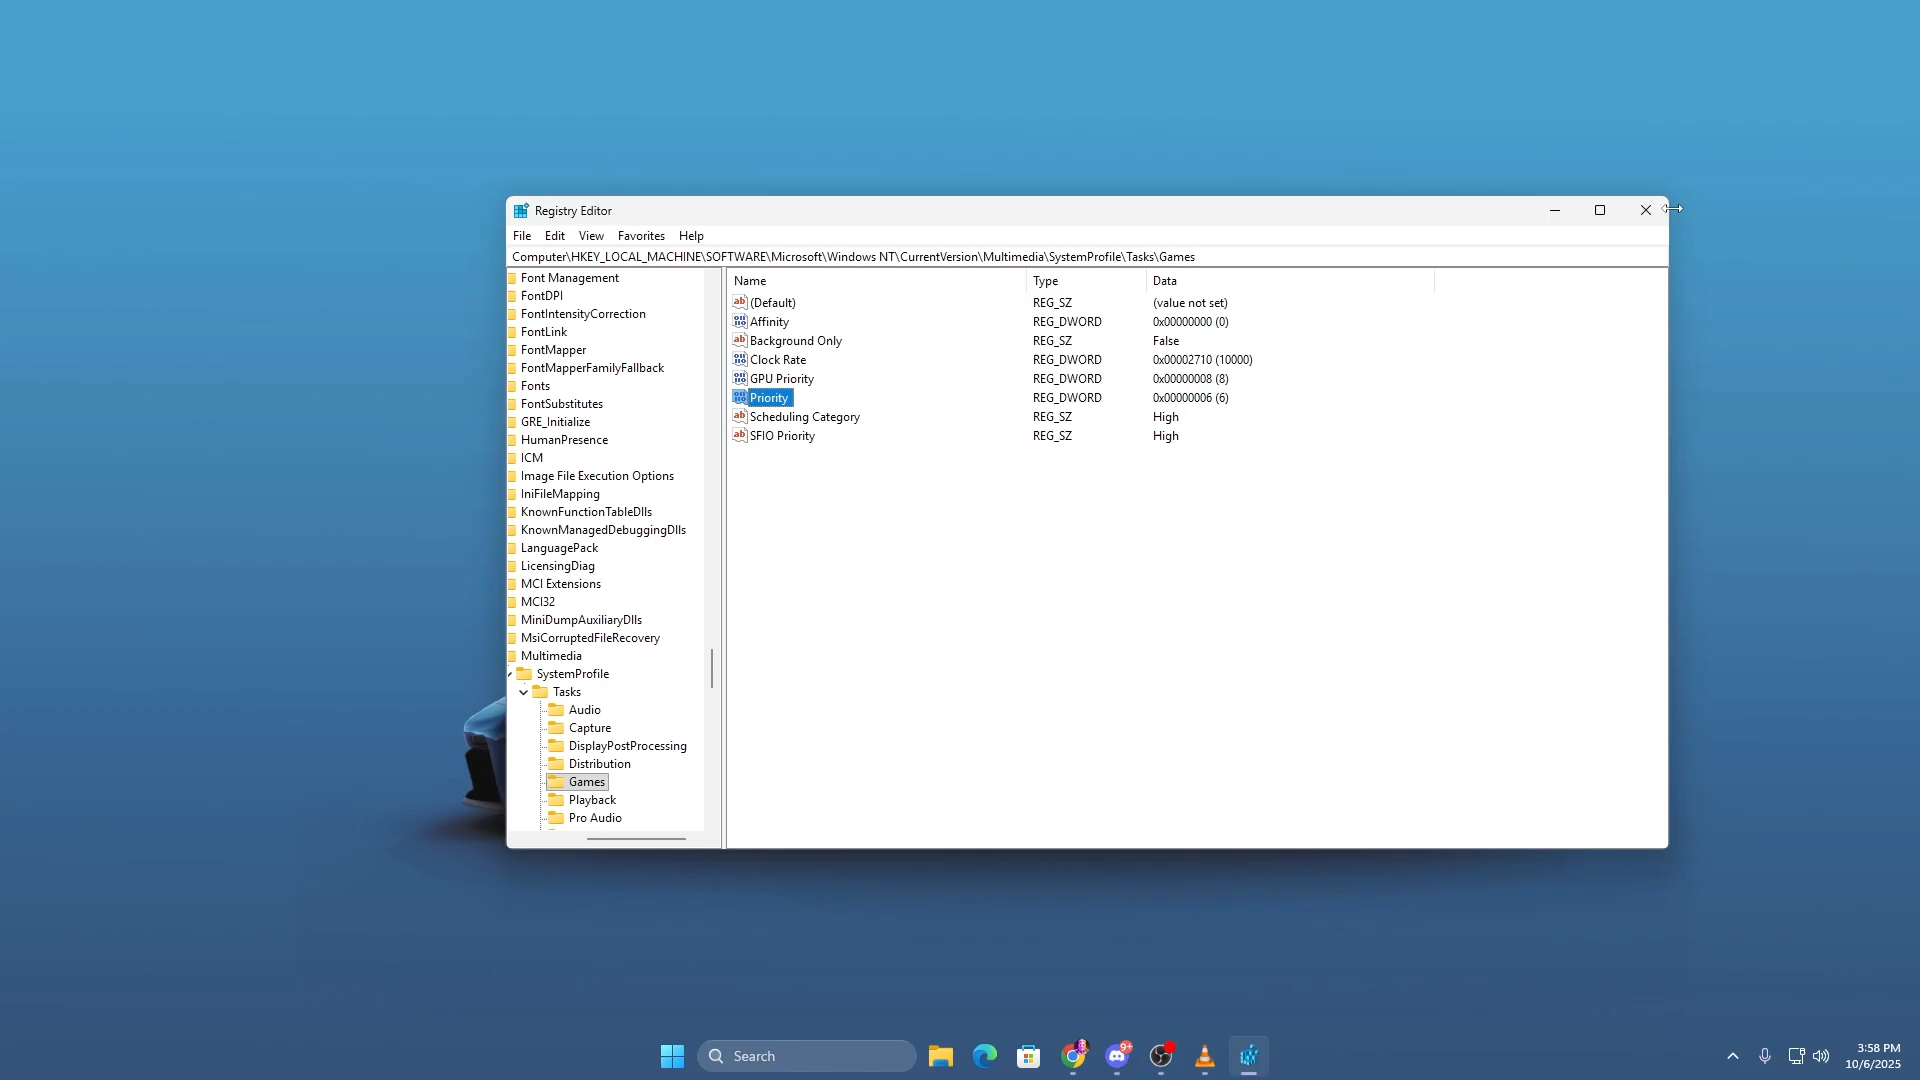 Registry Editor
File Edit View Favorites Help
Computer\HKEY_LOCAL_MACHINE\SOFTWARE\Microsoft\Windows NT\CurrentVersion\Multimedia\SystemProfile\Tasks\Games
Font Management
FontDPI
FontIntensityCorrection
FontLink
FontMapper
FontMapperFamilyFallback
Fonts
FontSubstitutes
GRE_Initialize
HumanPresence
ICM
Image File Execution Options
IniFileMapping
KnownFunctionTableDlls
KnownManagedDebuggingDlls
LanguagePack
LicensingDiag
MCI Extensions
MCI32
MiniDumpAuxiliaryDlls
MsiCorruptedFileRecovery
Multimedia
SystemProfile
Tasks
Audio
Capture
DisplayPostProcessing
Distribution
Games
Playback
Pro Audio
Name Type Data
(Default) REG_SZ (value not set)
Affinity REG_DWORD 0x00000000 (0)
Background Only REG_SZ False
Clock Rate REG_DWORD 0x00002710 (10000)
GPU Priority REG_DWORD 0x00000008 (8)
Priority REG_DWORD 0x00000006 (6)
Scheduling Category REG_SZ High
SFIO Priority REG_SZ High
Search
9+
3:58 PM
10/6/2025